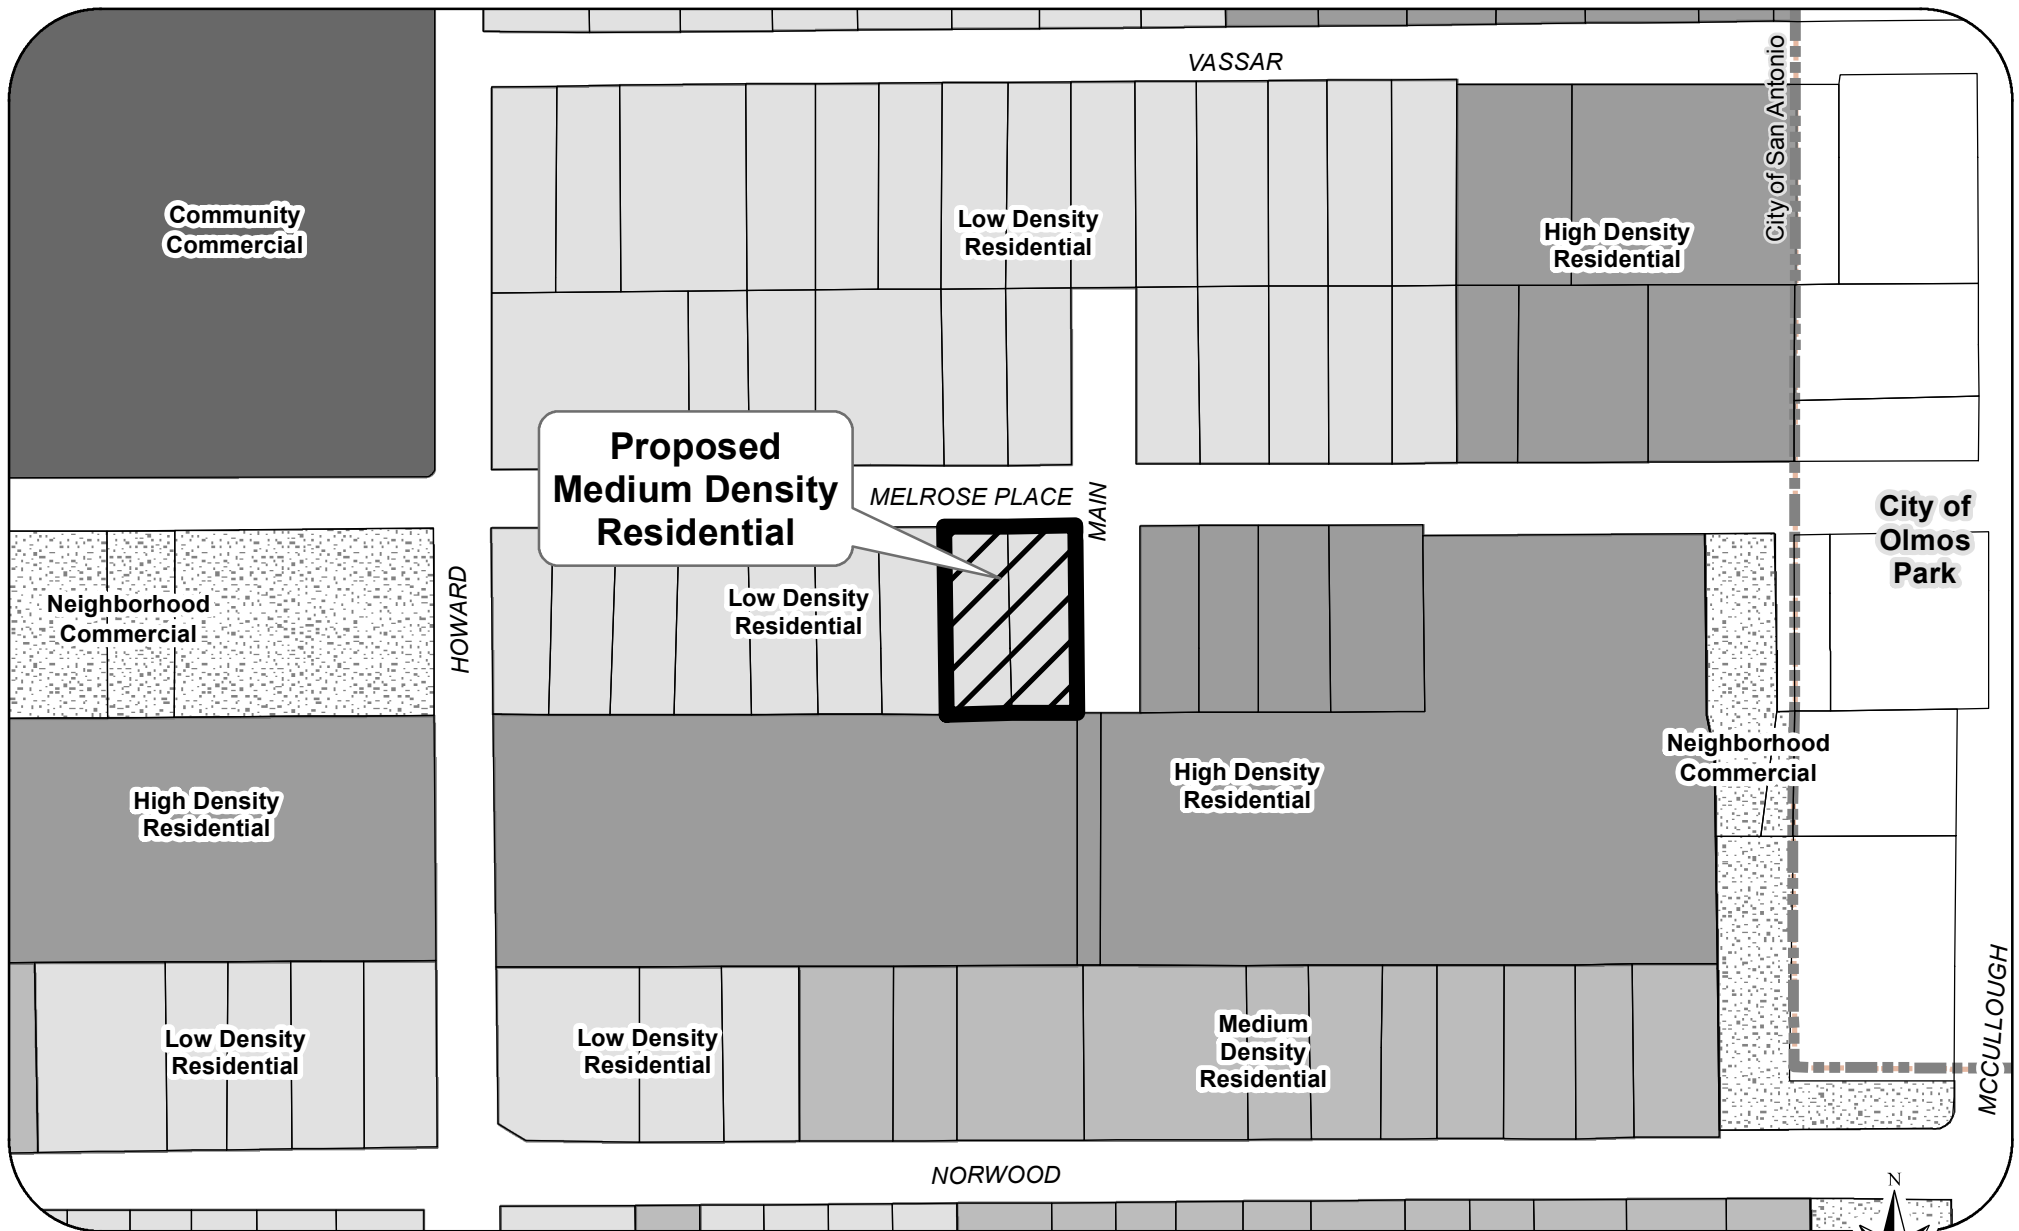 VASSAR
City of San Antonio
Community
Commercial
Low Density
Residential
High Density
Residential
Proposed
Medium Density
Residential
MELROSE PLACE
MAIN
City of
Olmos
Park
HOWARD
Neighborhood
Commercial
Low Density
Residential
Neighborhood
Commercial
High Density
Residential
High Density
Residential
Low Density
Residential
Low Density
Residential
Medium
Density
Residential
MCCULLOUGH
NORWOOD
N